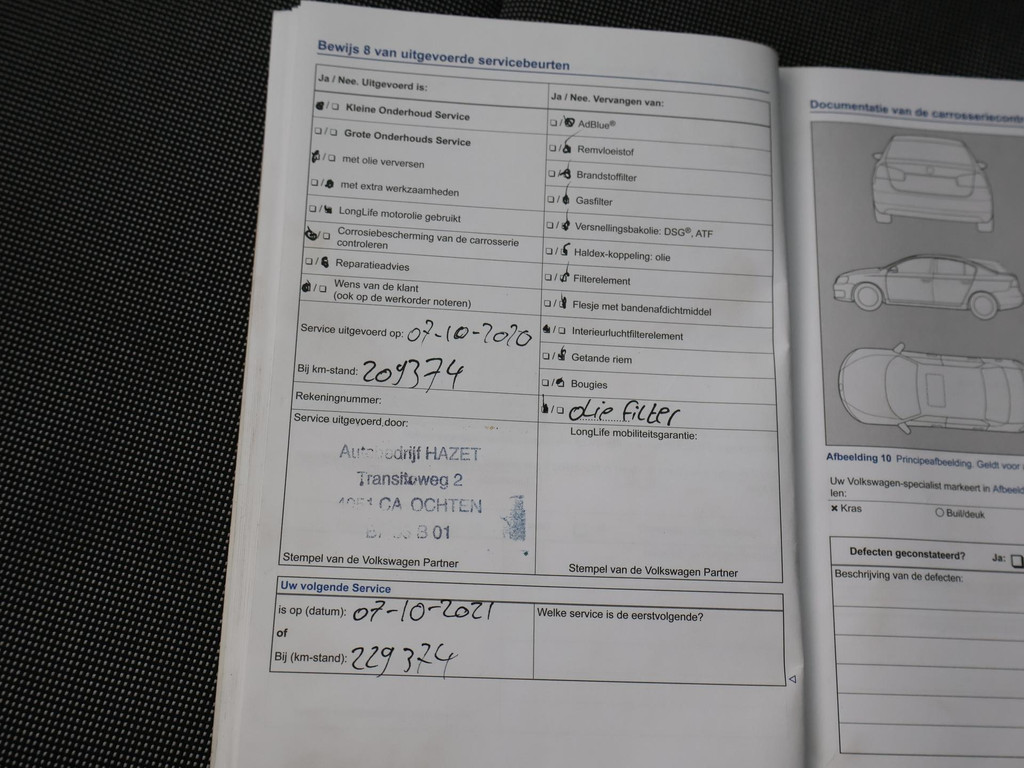 Bewijs 8 van uitgevoerde servicebeurten
Ja / Nee. Uitgevoerd is:
Kleine Onderhoud Service
Grote Onderhouds Service
met olie verversen
met extra werkzaamheden
LongLife motorolie gebruikt
Corrosiebescherming van de carrosserie
controleren
Reparatieadvies
Wens van de klant
(ook op de werkorder noteren)
Service uitgevoerd op: 07-10-2020
Bij km-stand: 209374
Rekeningnummer:
Service uitgevoerd door:
Autobedrijf HAZET
Transitoweg 2
CA OCHTEN
B 01
Stempel van de Volkswagen Partner
Ja / Nee. Vervangen van:
AdBlue®
Remvloeistof
Brandstoffilter
Gasfilter
Versnellingsbakolie: DSG®, ATF
Haldex-koppeling: olie
Filterelement
Flesje met bandenafdichtmiddel
Interieurluchtfilterelement
Getande riem
Bougies
olie filter
LongLife mobiliteitsgarantie:
Stempel van de Volkswagen Partner
Uw volgende Service
is op (datum): 07-10-2021
of
Bij (km-stand): 229374
Welke service is de eerstvolgende?
Documentatie van de
Afbeelding 10 Principeafbeelding. Geldt voor
Uw Volkswagen-specialist markeert in
len:
× Kras
Buil/deuk
Defecten geconstateerd? Ja:
Beschrijving van de defecten: